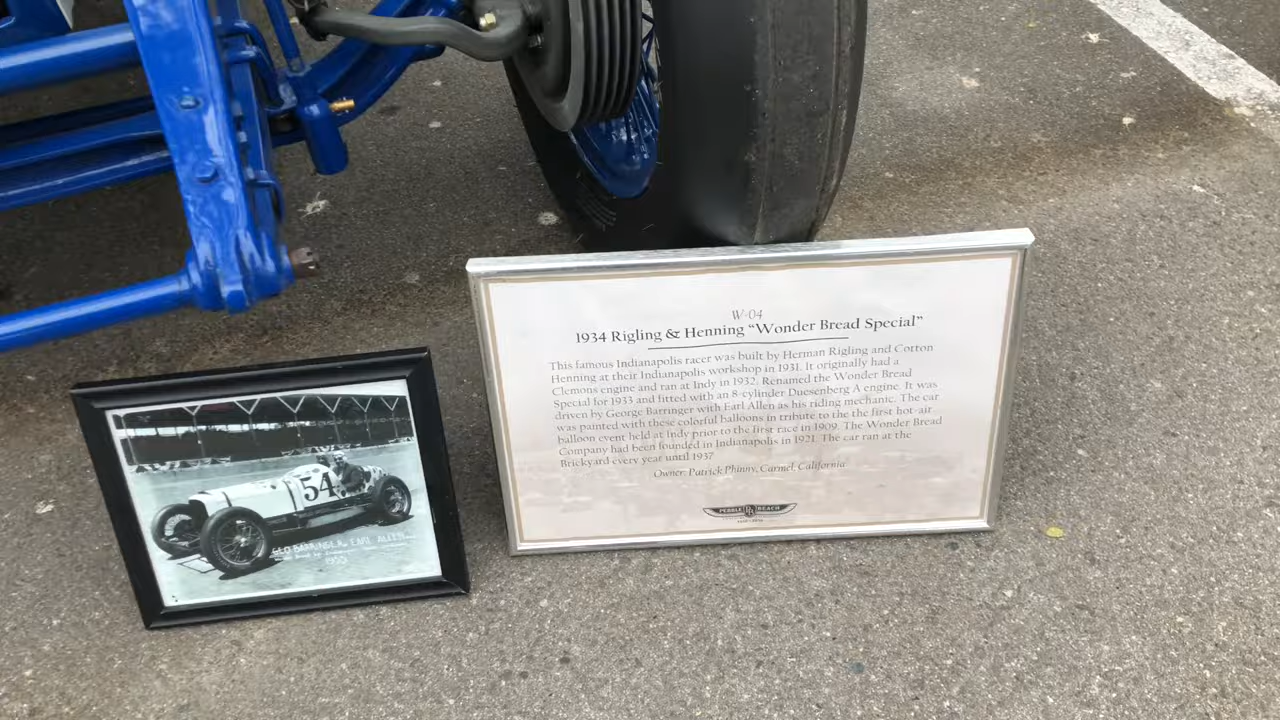 W-04
1934 Rigling & Henning “Wonder Bread Special”
This famous Indianapolis racer was built by Herman Rigling and Cotton
Henning at their Indianapolis workshop in 1931. It originally had a
Clemons engine and ran at Indy in 1932. Renamed the Wonder Bread
Special for 1933 and fitted with an 8-cylinder Duesenberg A engine. It was
driven by George Barringer with Earl Allen as his riding mechanic. The car
was painted with these colorful balloons in tribute to the the first hot-air
balloon event held at Indy prior to the first race in 1909. The Wonder Bread
Company had been founded in Indianapolis in 1921. The car ran at the
Brickyard every year until 1937
Owner: Patrick Phinny, Carmel, California
PEBBLE BEACH
54
GEO BARRINGER EARL ALLEN
1933